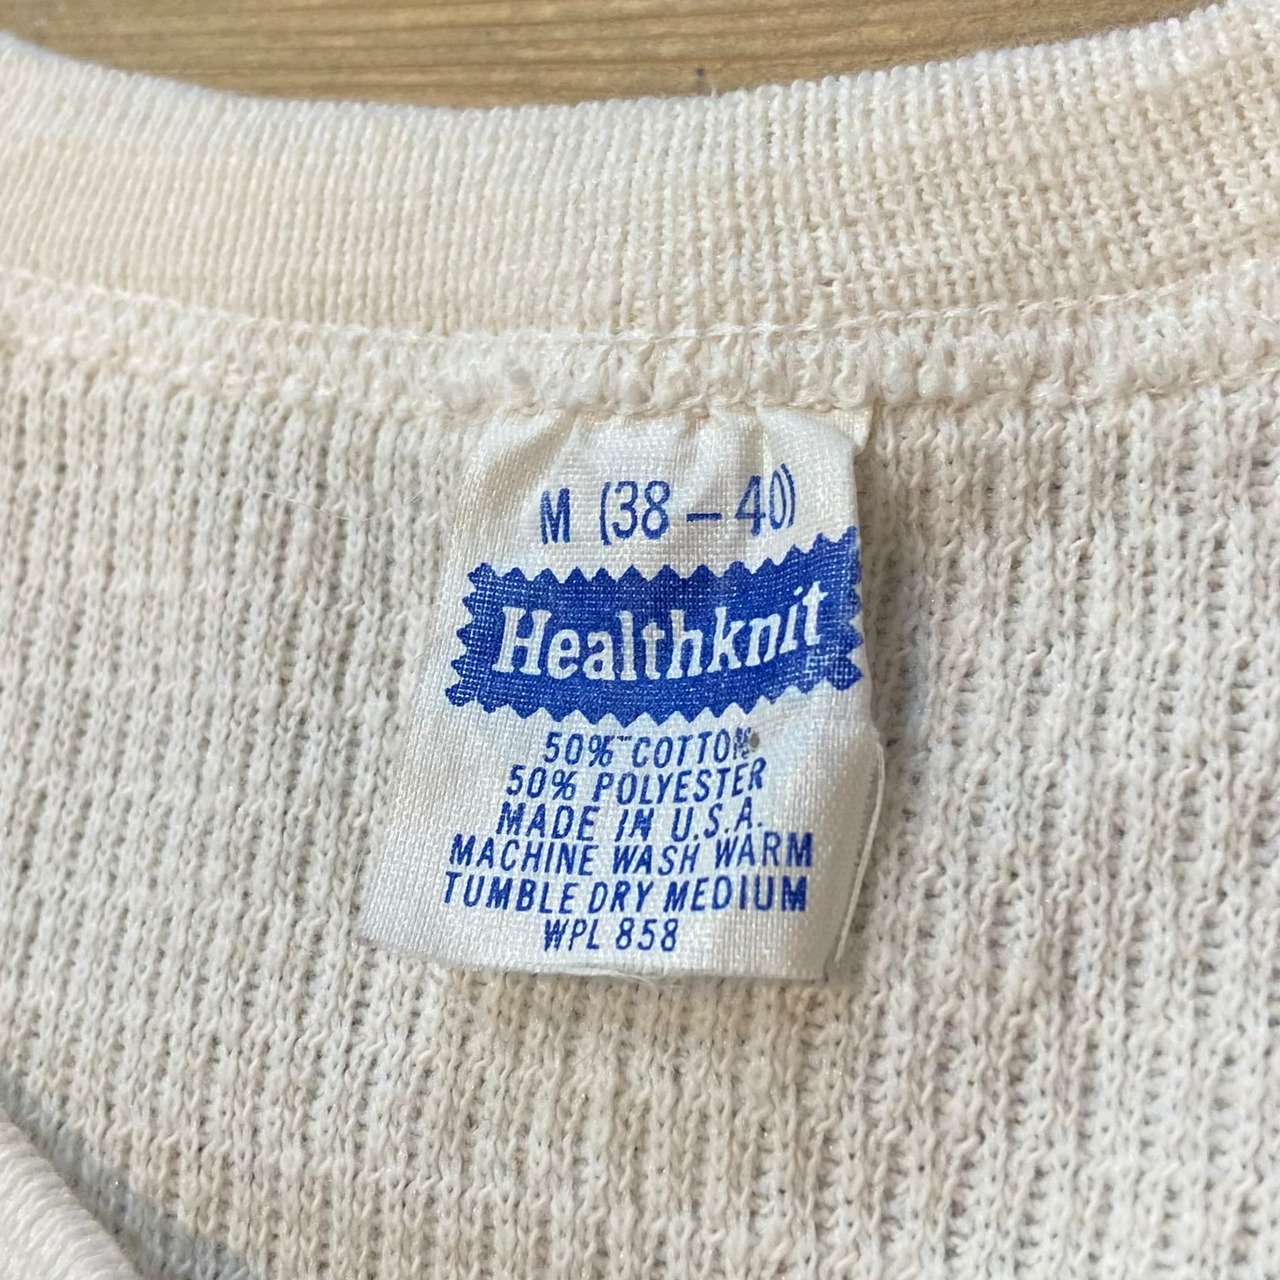 M (38 – 40)
Healthknit
50% COTTON
50% POLYESTER
MADE IN U.S.A.
MACHINE WASH WARM
TUMBLE DRY MEDIUM
WPL 858